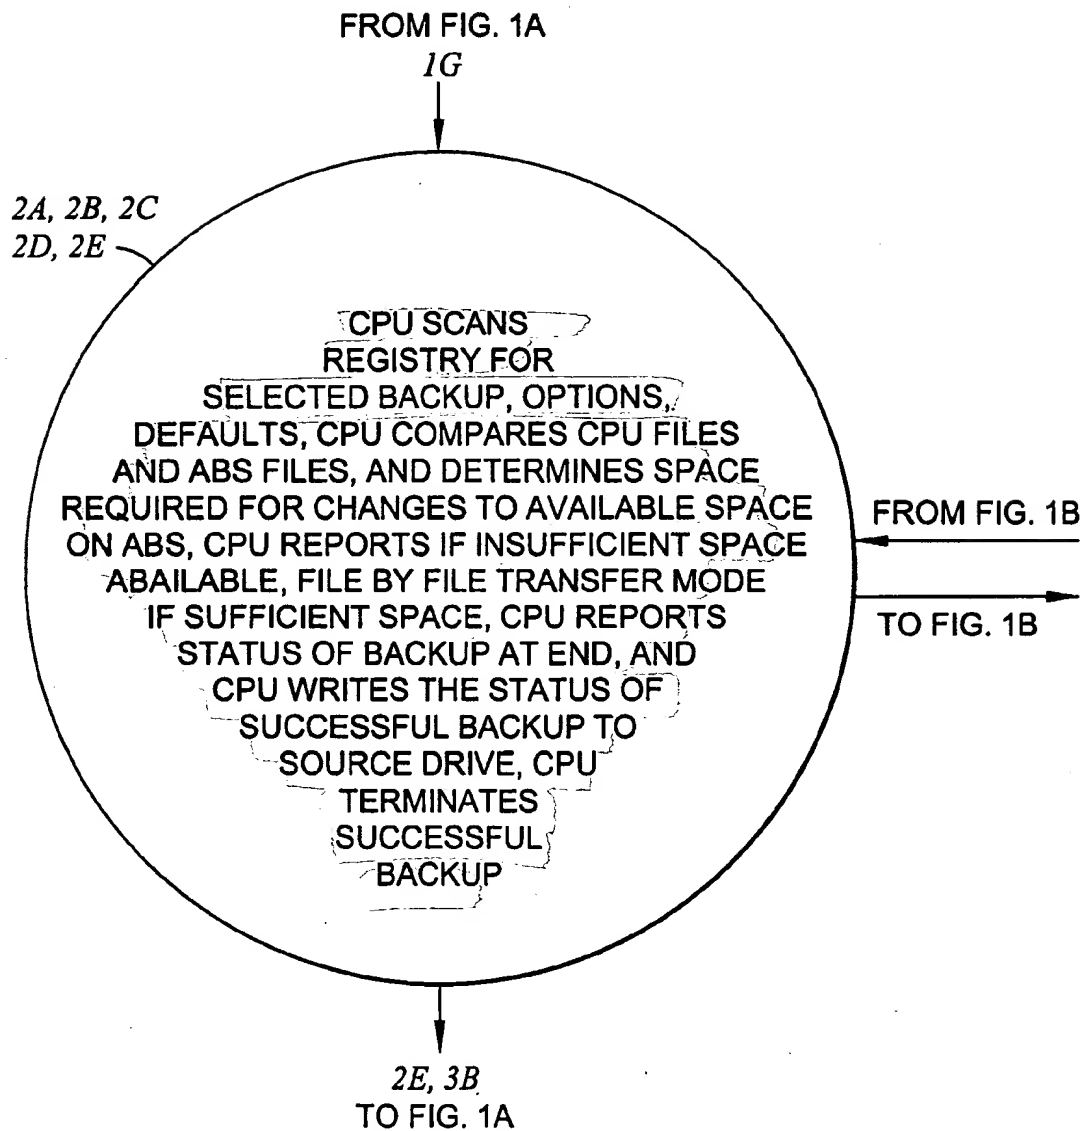 FROM FIG. 1A
1G
2A, 2B, 2C
2D, 2E
CPU SCANS
REGISTRY FOR
SELECTED BACKUP, OPTIONS,
DEFAULTS, CPU COMPARES CPU FILES
AND ABS FILES, AND DETERMINES SPACE
REQUIRED FOR CHANGES TO AVAILABLE SPACE
ON ABS, CPU REPORTS IF INSUFFICIENT SPACE
ABAILABLE, FILE BY FILE TRANSFER MODE
IF SUFFICIENT SPACE, CPU REPORTS
STATUS OF BACKUP AT END, AND
CPU WRITES THE STATUS OF
SUCCESSFUL BACKUP TO
SOURCE DRIVE, CPU
TERMINATES
SUCCESSFUL
BACKUP
FROM FIG. 1B
TO FIG. 1B
2E, 3B
TO FIG. 1A